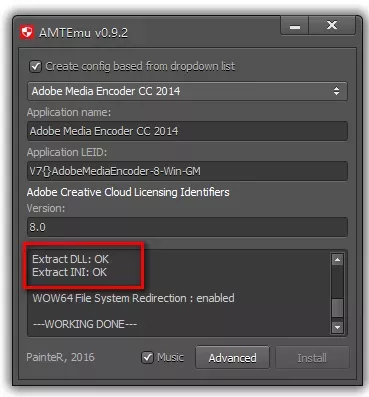 AMTEmu v0.9.2
Create config based from dropdown list
Adobe Media Encoder CC 2014
Application name:
Adobe Media Encoder CC 2014
Application LEID:
V7{}AdobeMediaEncoder-8-Win-GM
Adobe Creative Cloud Licensing Identifiers
Version:
8.0
Extract DLL: OK
Extract INI: OK
WOW64 File System Redirection : enabled
---WORKING DONE---
PainteR, 2016
Music
Advanced
Install